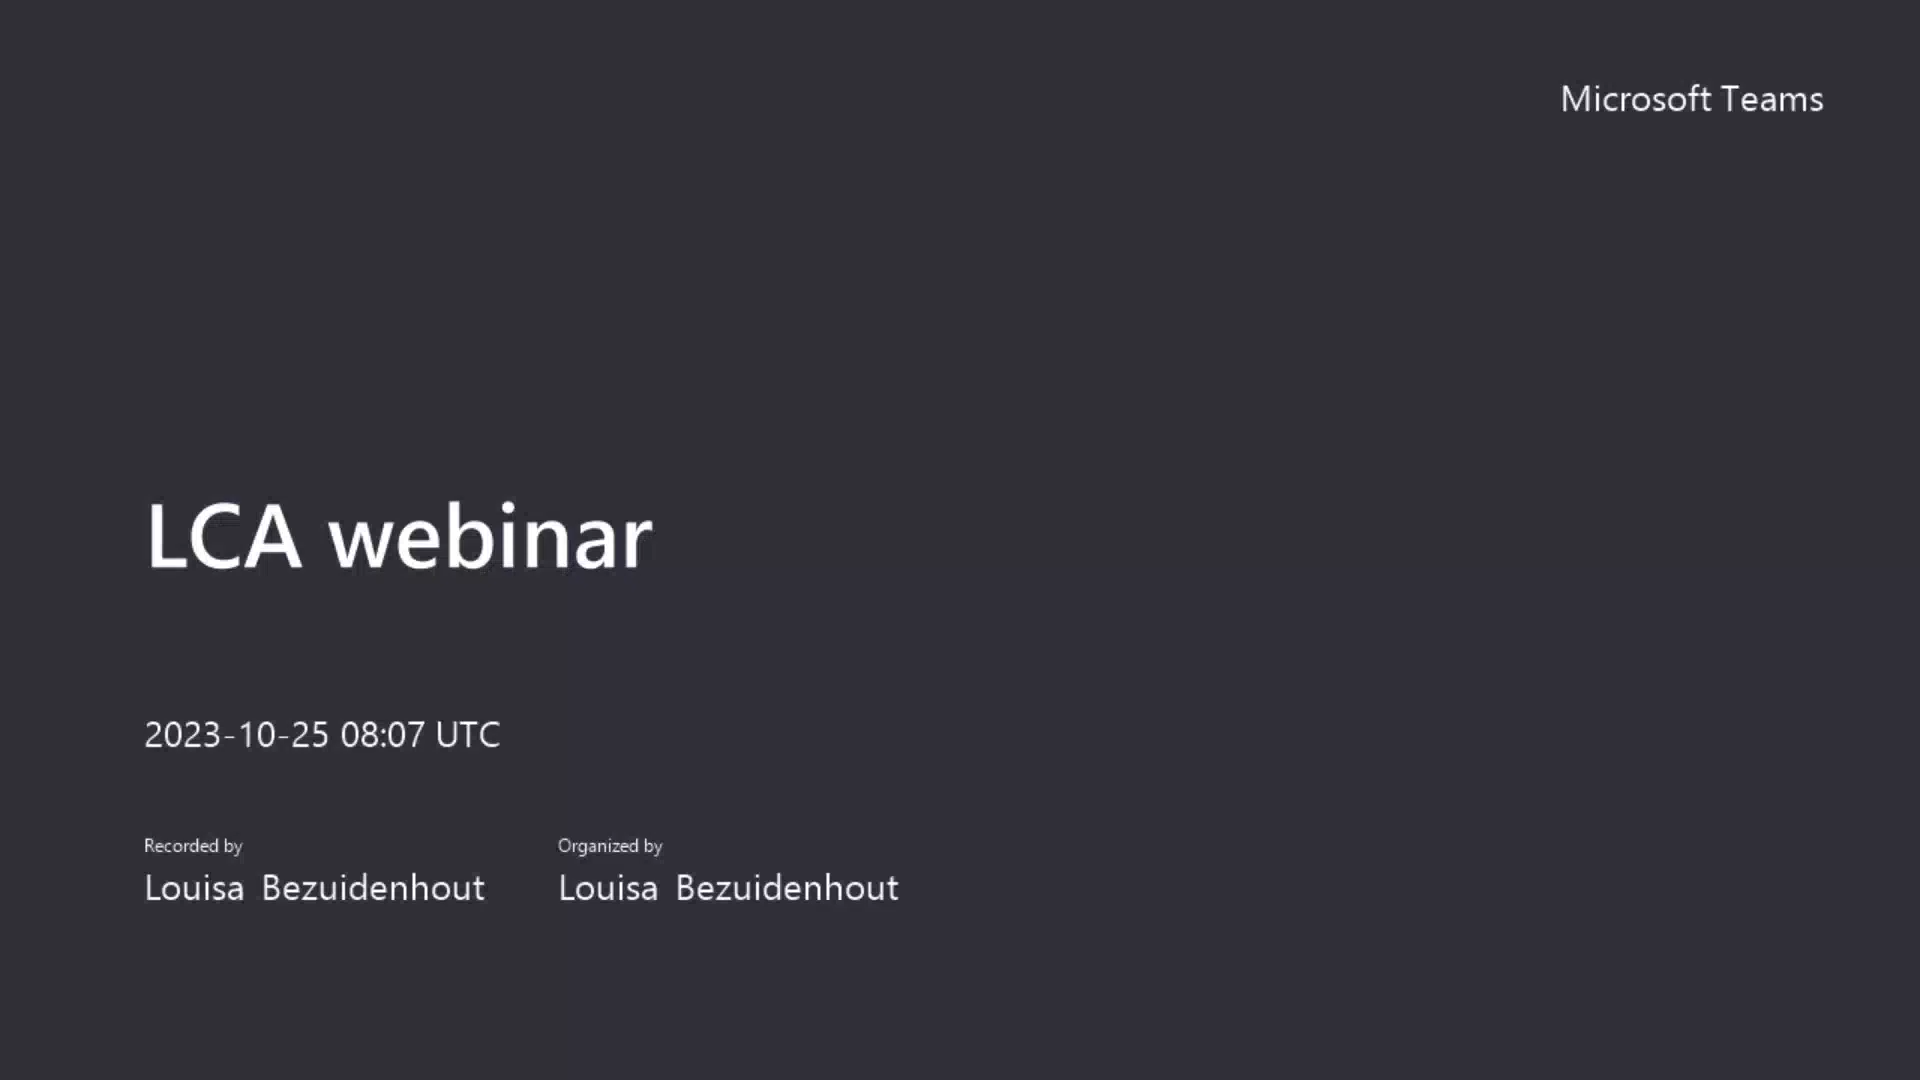 Microsoft Teams
LCA webinar
2023-10-25 08:07 UTC
Recorded by
Louisa Bezuidenhout
Organized by
Louisa Bezuidenhout